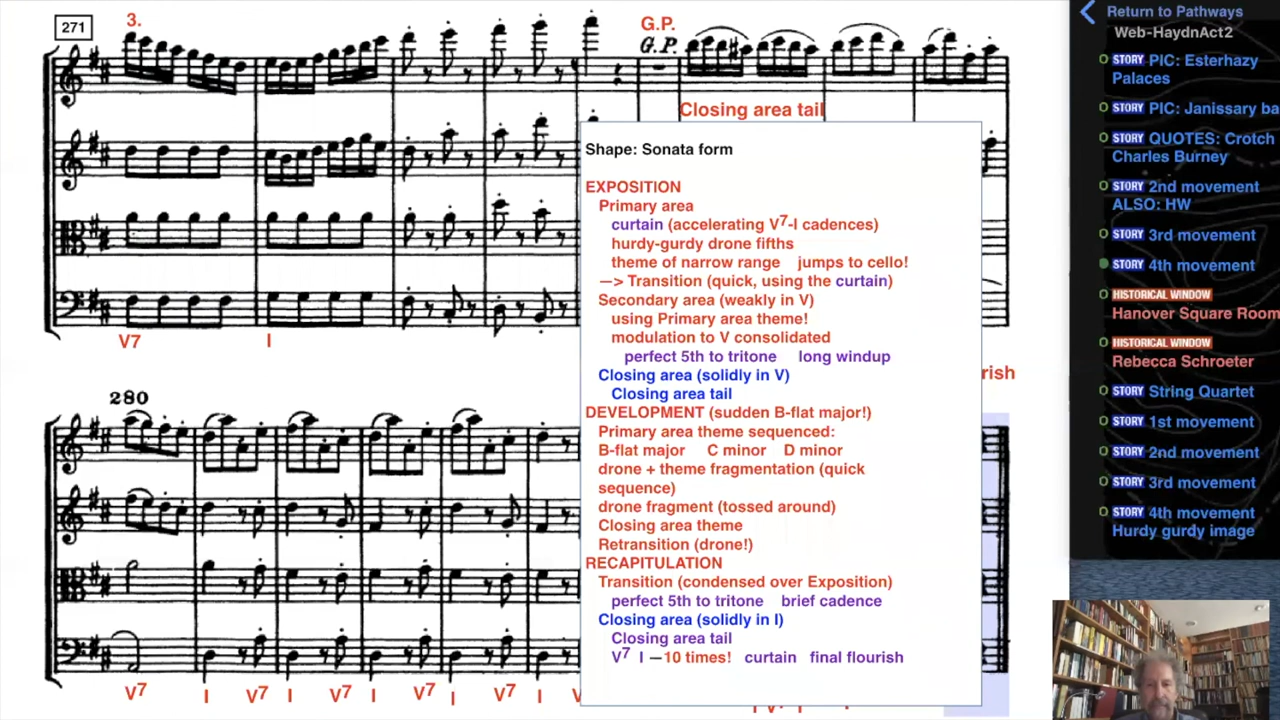 271
3.
G.P.
G.P.
Closing area tail
V7
I
rish
280
V7
I
V7
I
V7
I
V7
I
V7
I
Shape: Sonata form
EXPOSITION
Primary area
curtain (accelerating V7-I cadences)
hurdy-gurdy drone fifths
theme of narrow range jumps to cello!
—> Transition (quick, using the curtain)
Secondary area (weakly in V)
using Primary area theme!
modulation to V consolidated
perfect 5th to tritone long windup
Closing area (solidly in V)
Closing area tail
DEVELOPMENT (sudden B-flat major!)
Primary area theme sequenced:
B-flat major C minor D minor
drone + theme fragmentation (quick
sequence)
drone fragment (tossed around)
Closing area theme
Retransition (drone!)
RECAPITULATION
Transition (condensed over Exposition)
perfect 5th to tritone brief cadence
Closing area (solidly in I)
Closing area tail
V7 I —10 times! curtain final flourish
Return to Pathways
Web-HaydnAct2
STORY PIC: Esterhazy
Palaces
STORY PIC: Janissary ba
STORY QUOTES: Crotch
Charles Burney
STORY 2nd movement
ALSO: HW
STORY 3rd movement
STORY 4th movement
HISTORICAL WINDOW
Hanover Square Room
HISTORICAL WINDOW
Rebecca Schroeter
STORY String Quartet
STORY 1st movement
STORY 2nd movement
STORY 3rd movement
STORY 4th movement
Hurdy gurdy image